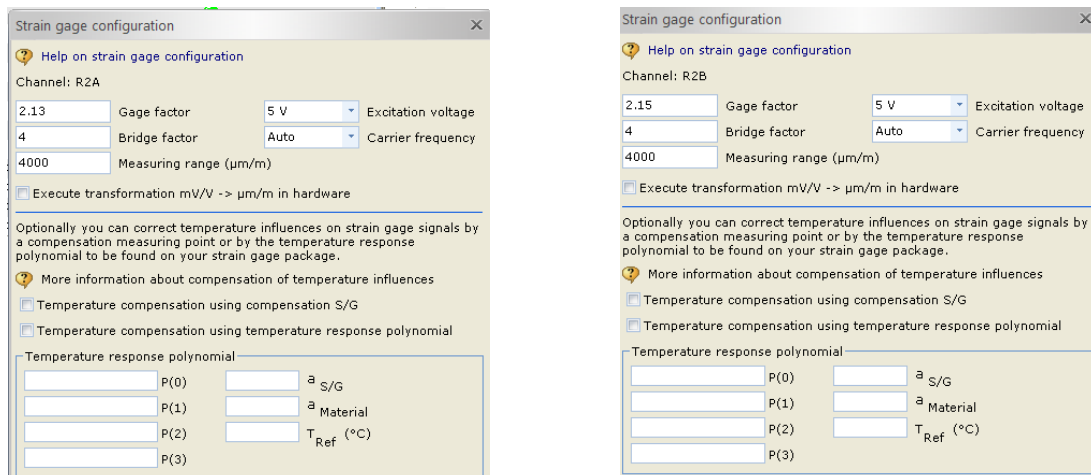 Strain gage configuration
Help on strain gage configuration
Channel: R2A
2.13 Gage factor 5 V Excitation voltage
4 Bridge factor Auto Carrier frequency
4000 Measuring range (µm/m)
Execute transformation mV/V -> µm/m in hardware
Optionally you can correct temperature influences on strain gage signals by
a compensation measuring point or by the temperature response
polynomial to be found on your strain gage package.
More information about compensation of temperature influences
Temperature compensation using compensation S/G
Temperature compensation using temperature response polynomial
Temperature response polynomial
P(0) a S/G
P(1) a Material
P(2) T Ref (°C)
P(3)
Strain gage configuration
Help on strain gage configuration
Channel: R2B
2.15 Gage factor 5 V Excitation voltage
4 Bridge factor Auto Carrier frequency
4000 Measuring range (µm/m)
Execute transformation mV/V -> µm/m in hardware
Optionally you can correct temperature influences on strain gage signals by
a compensation measuring point or by the temperature response
polynomial to be found on your strain gage package.
More information about compensation of temperature influences
Temperature compensation using compensation S/G
Temperature compensation using temperature response polynomial
Temperature response polynomial
P(0) a S/G
P(1) a Material
P(2) T Ref (°C)
P(3)